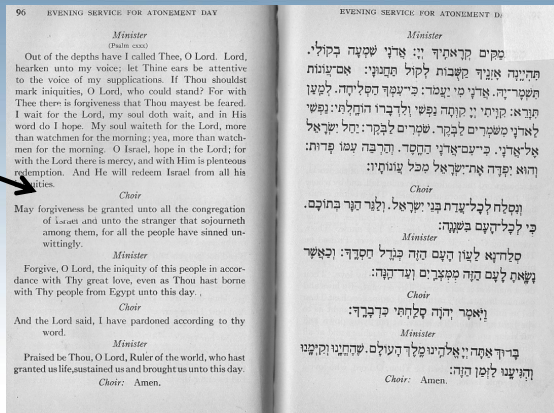 96 EVENING SERVICE FOR ATONEMENT DAY
Minister
(Psalm cxxx)
Out of the depths have I called Thee, O Lord. Lord,
hearken unto my voice; let Thine ears be attentive
to the voice of my supplications. If Thou shouldst
mark iniquities, O Lord, who could stand? For with
Thee there is forgiveness that Thou mayest be feared.
I wait for the Lord, my soul doth wait, and in His
word do I hope. My soul waiteth for the Lord, more
than watchmen for the morning; yea, more than watch-
men for the morning. O Israel, hope in the Lord; for
with the Lord there is mercy, and with Him is plenteous
redemption. And He will redeem Israel from all his
Choir
May forgiveness be granted unto all the congregation
of Israel and unto the stranger that sojourneth
among them, for all the people have sinned un-
wittingly.
Minister
Forgive, O Lord, the iniquity of this people in accor-
dance with Thy great love, even as Thou hast borne
with Thy people from Egypt unto this day.
Choir
And the Lord said, I have pardoned according to thy
word.
Minister
Praised be Thou, O Lord, Ruler of the world, who hast
granted us life, sustained us and brought us unto this day.
Choir: Amen.
EVENING SERVICE FOR ATONEMENT
Minister
קְרָאתִיךָ יְיָ: אֲדֹנָי שִׁמְעָה בְקוֹלִי.
תִּהְיֶינָה אָזְנֶיךָ קַשֻּׁבוֹת לְקוֹל תַּחֲנוּנָי: אִם־עֲוֹנוֹת
תִּשְׁמָר־יָהּ. אֲדֹנָי מִי יַעֲמֹד: כִּי־עִמְּךָ הַסְּלִיחָה. לְמַעַן
תִּוָּרֵא: קִוִּיתִי יְיָ קִוְּתָה נַפְשִׁי וְלִדְבָרוֹ הוֹחָלְתִּי: נַפְשִׁי
לַאדֹנָי מִשֹּׁמְרִים לַבֹּקֶר. שֹׁמְרִים לַבֹּקֶר: יַחֵל יִשְׂרָאֵל
אֶל־אֲדֹנָי. כִּי־עִם־אֲדֹנָי הַחֶסֶד. וְהַרְבֵּה עִמּוֹ פְדוּת:
וְהוּא יִפְדֶּה אֶת־יִשְׂרָאֵל מִכֹּל עֲוֹנוֹתָיו:
Choir
וְנִסְלַח לְכָל־עֲדַת בְּנֵי יִשְׂרָאֵל. וְלַגֵּר הַגָּר בְּתוֹכָם.
כִּי לְכָל־הָעָם בִּשְׁגָגָה:
Minister
סְלַח־נָא לַעֲוֹן הָעָם הַזֶּה כְּגֹדֶל חַסְדֶּךָ: וְכַאֲשֶׁר
נָשָׂאתָ לָעָם הַזֶּה מִמִּצְרַיִם וְעַד־הֵנָּה:
Choir
וַיֹּאמֶר יְהוָֹה סָלַחְתִּי כִּדְבָרֶךָ:
Minister
בָּרוּךְ אַתָּה יְיָ אֱלֹהֵינוּ מֶלֶךְ הָעוֹלָם. שֶׁהֶחֱיָנוּ וְקִיְּמָנוּ
וְהִגִּיעָנוּ לַזְּמַן הַזֶּה:
Choir: Amen.